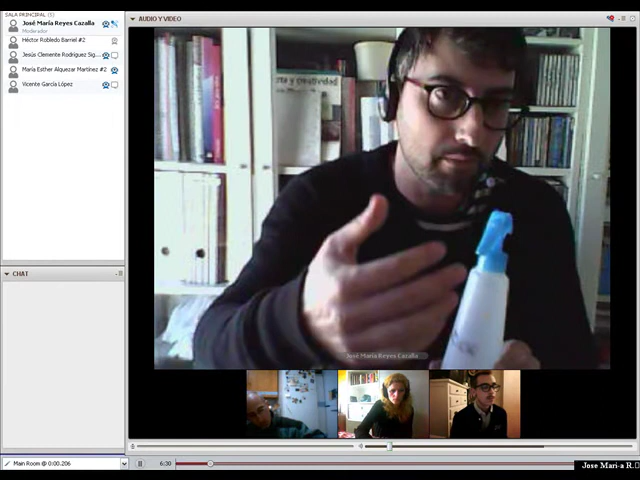 SALA PRINCIPAL (5)
José María Reyes Cazalla
Moderador
Héctor Robledo Barriel #2
Jesús Clemente Rodríguez Sig...
María Esther Alquezar Martínez #2
Vicente García López
CHAT
AUDIO Y VIDEO
rte y creatividad
José María Reyes Cazalla
Main Room @ 0:00.206
6:30
Jose Mari-a R.